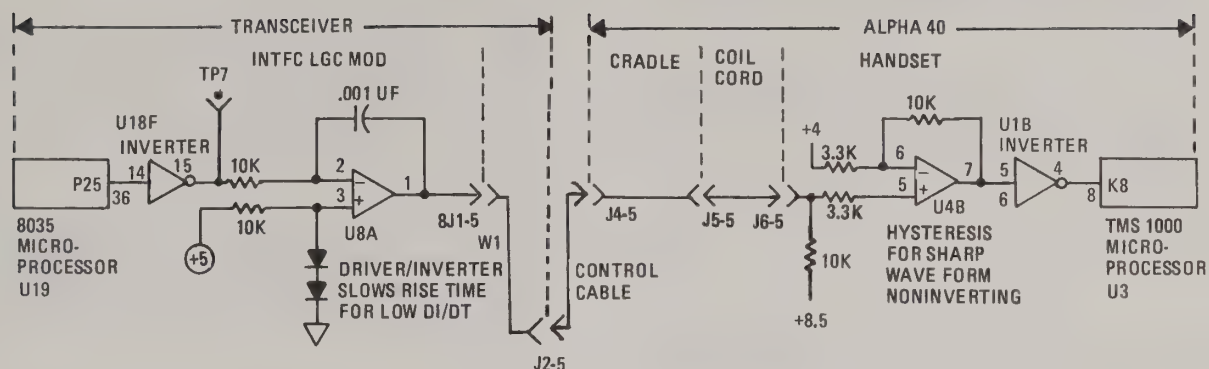 TRANSCEIVER
ALPHA 40
INTFC LGC MOD
CRADLE
COIL
CORD
HANDSET
TP7
.001 UF
10K
U18F
INVERTER
+4
U1B
INVERTER
3.3K
P25
14
15
36
10K
2
3
1
6
5
7
5
4
6
K8
8
10K
U8A
8J1-5
J4-5
J5-5
J6-5
3.3K
U4B
8035
MICRO-
PROCESSOR
U19
+5
DRIVER/INVERTER
SLOWS RISE TIME
FOR LOW DI/DT
W1
CONTROL
CABLE
10K
+8.5
HYSTERESIS
FOR SHARP
WAVE FORM
NONINVERTING
TMS 1000
MICRO-
PROCESSOR
U3
J2-5